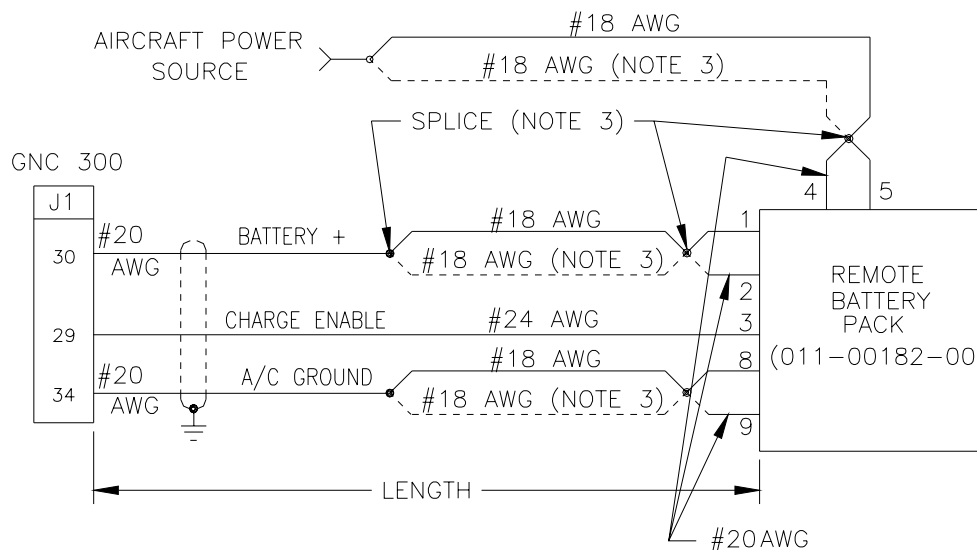 #18 AWG
AIRCRAFT POWER
SOURCE
#18 AWG (NOTE 3)
SPLICE (NOTE 3)
GNC 300
J1
4
5
#20
AWG
30
BATTERY +
#18 AWG
#18 AWG (NOTE 3)
1
2
REMOTE
BATTERY
PACK
(011-00182-00
29
CHARGE ENABLE
#24 AWG
3
#20
AWG
34
A/C GROUND
#18 AWG
#18 AWG (NOTE 3)
8
9
LENGTH
#20AWG